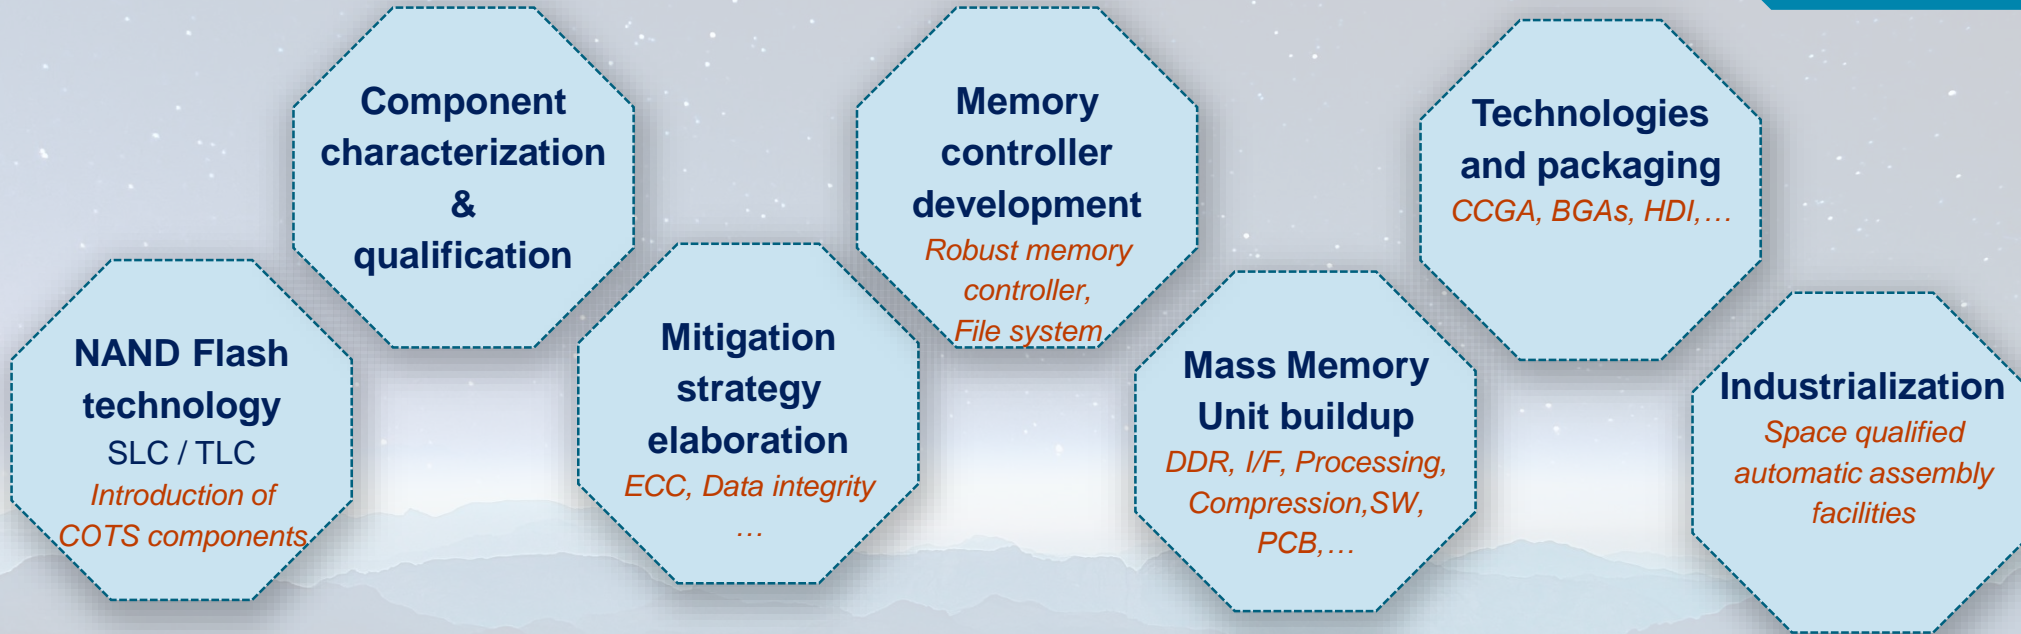 NAND Flash
technology
SLC / TLC
Introduction of
COTS components
Component
characterization
&
qualification
Mitigation
strategy
elaboration
ECC, Data integrity
…
Memory
controller
development
Robust memory
controller,
File system
Mass Memory
Unit buildup
DDR, I/F, Processing,
Compression,SW,
PCB,…
Technologies
and packaging
CCGA, BGAs, HDI,…
Industrialization
Space qualified
automatic assembly
facilities